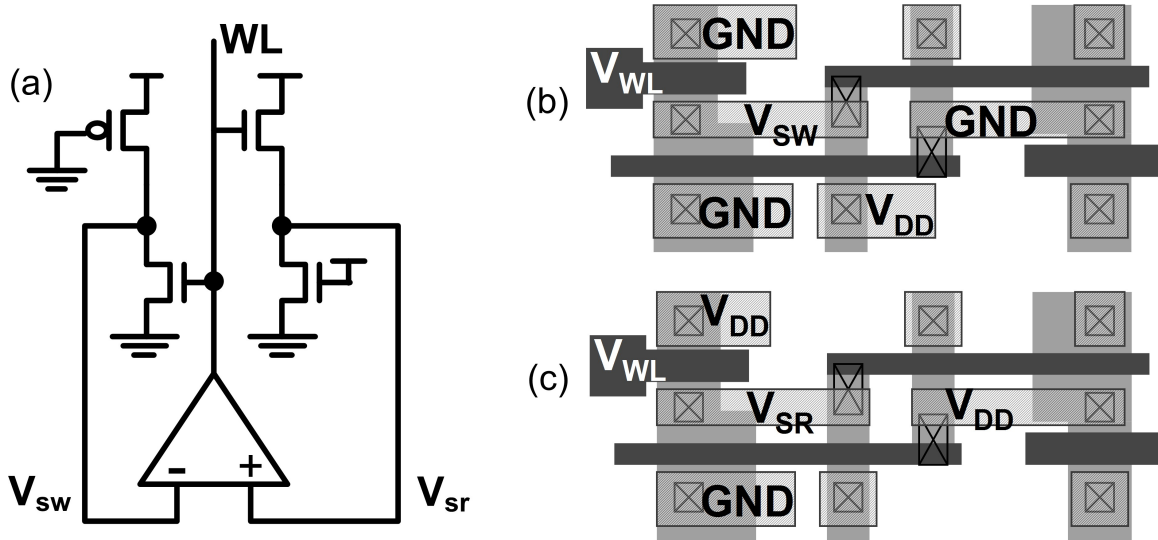 (a)
WL
-
+
Vsw
Vsr
(b)
GND
VWL
VSW
GND
GND
VDD
(c)
VDD
VWL
VSR
VDD
GND